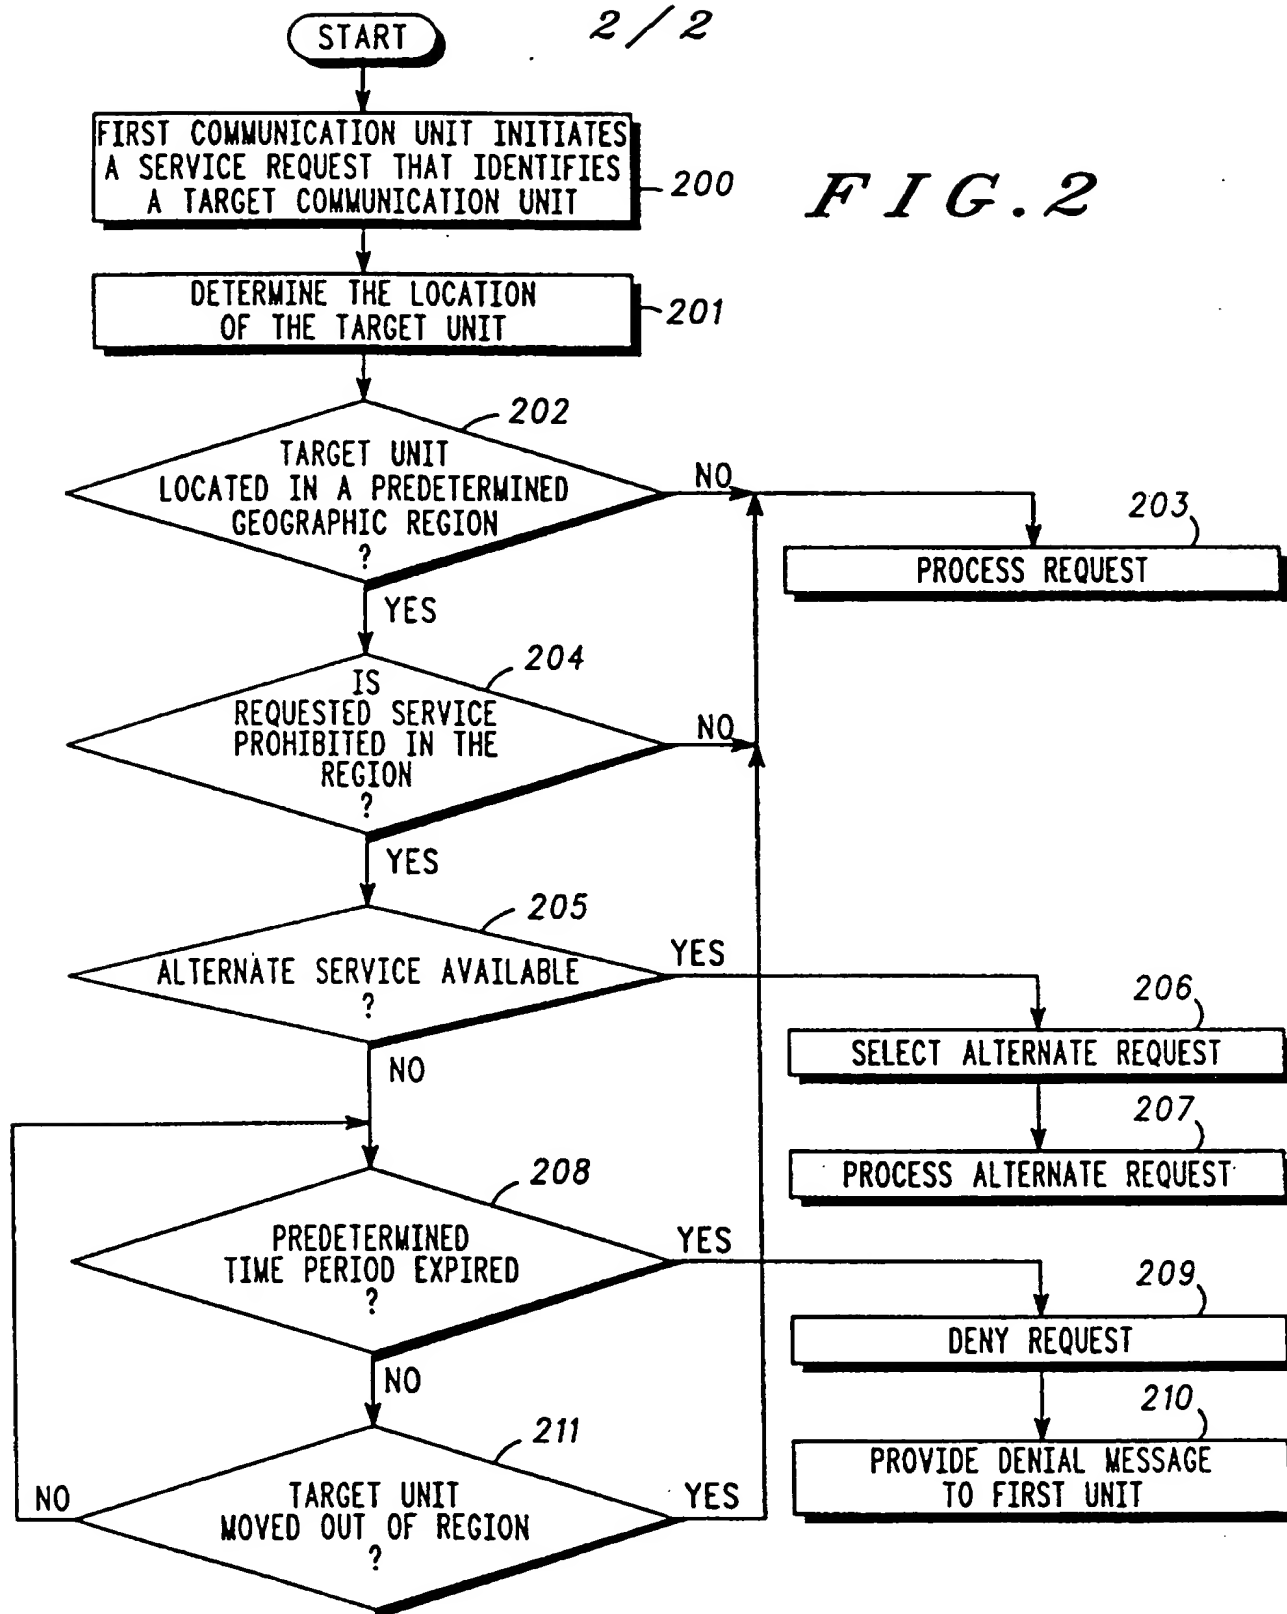 2/2
START
FIRST COMMUNICATION UNIT INITIATES
A SERVICE REQUEST THAT IDENTIFIES
A TARGET COMMUNICATION UNIT
200
FIG.2
DETERMINE THE LOCATION
OF THE TARGET UNIT
201
202
TARGET UNIT
LOCATED IN A PREDETERMINED
GEOGRAPHIC REGION
?
NO
YES
203
PROCESS REQUEST
204
IS
REQUESTED SERVICE
PROHIBITED IN THE
REGION
?
NO
YES
205
ALTERNATE SERVICE AVAILABLE
?
YES
NO
206
SELECT ALTERNATE REQUEST
207
PROCESS ALTERNATE REQUEST
208
PREDETERMINED
TIME PERIOD EXPIRED
?
YES
NO
209
DENY REQUEST
210
PROVIDE DENIAL MESSAGE
TO FIRST UNIT
211
TARGET UNIT
MOVED OUT OF REGION
?
NO
YES